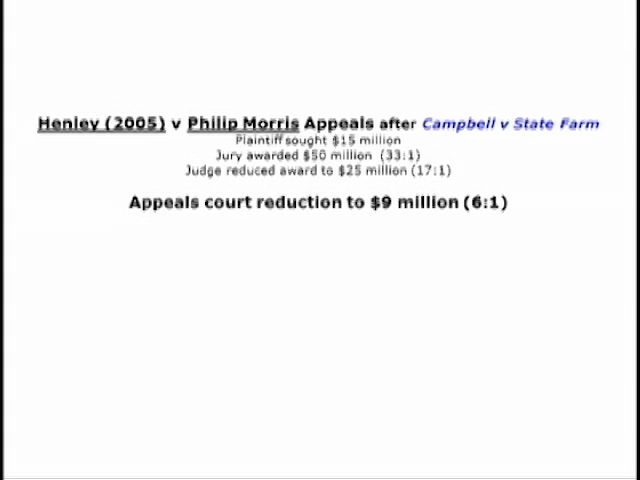 Henley (2005) v Philip Morris Appeals after Campbell v State Farm
Plaintiff sought $15 million
Jury awarded $50 million (33:1)
Judge reduced award to $25 million (17:1)
Appeals court reduction to $9 million (6:1)